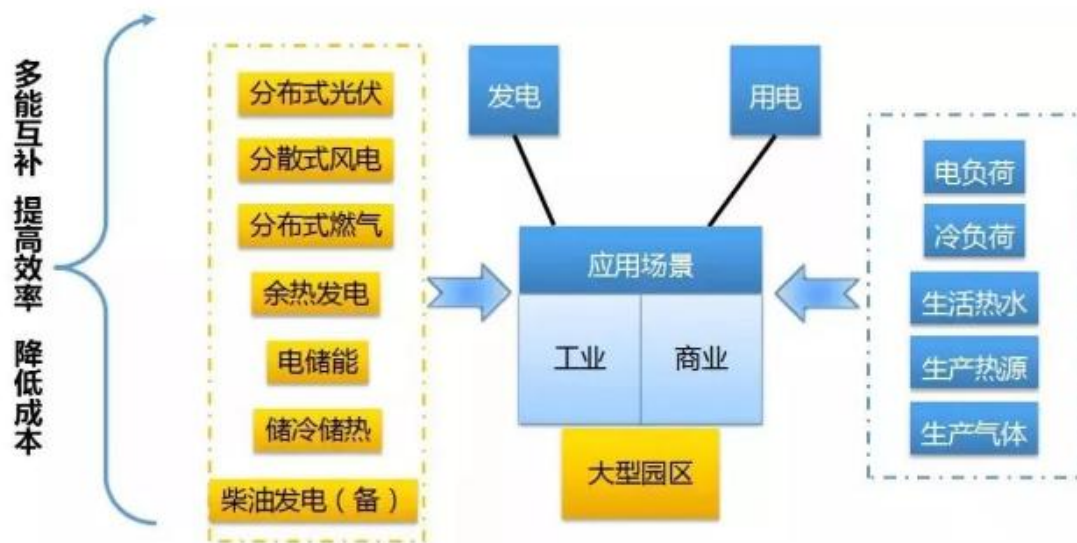 多能互补 提高效率 降低成本
分布式光伏
分散式风电
分布式燃气
余热发电
电储能
储冷储热
柴油发电（备）
发电
用电
应用场景
工业
商业
大型园区
电负荷
冷负荷
生活热水
生产热源
生产气体